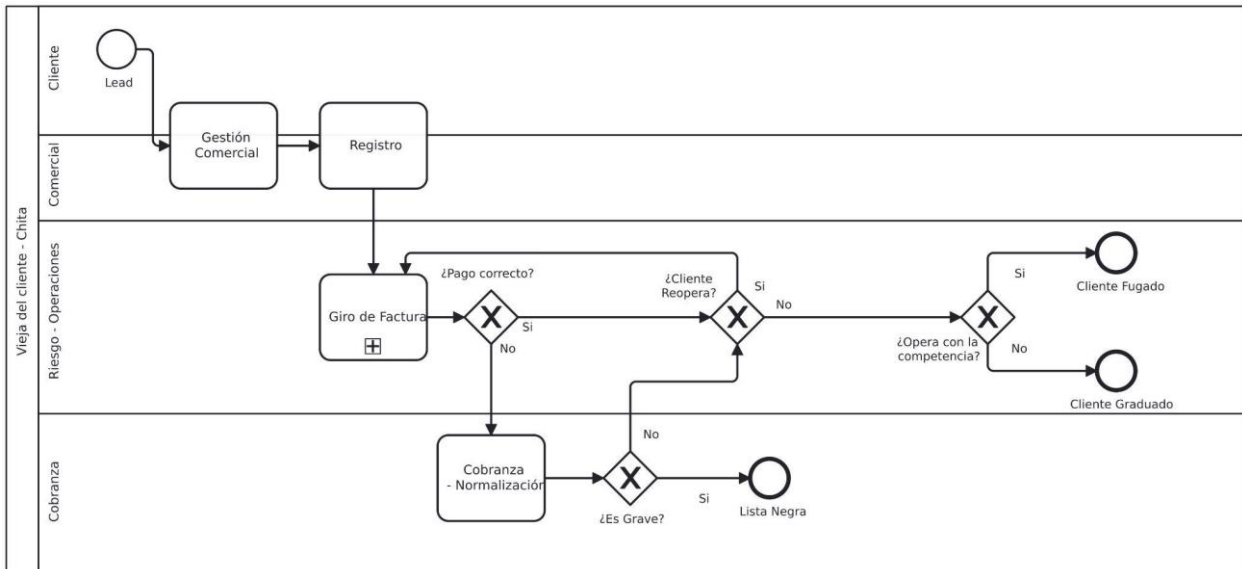 Vieja del cliente - Chita
Cliente
Lead
Gestión
Comercial
Registro
Comercial
Riesgo - Operaciones
Giro de Factura
¿Pago correcto?
Si
No
¿Cliente
Reopera?
Si
No
¿Opera con la
competencia?
Si
Cliente Fugado
No
Cliente Graduado
Cobranza
Cobranza
- Normalización
¿Es Grave?
No
Si
Lista Negra